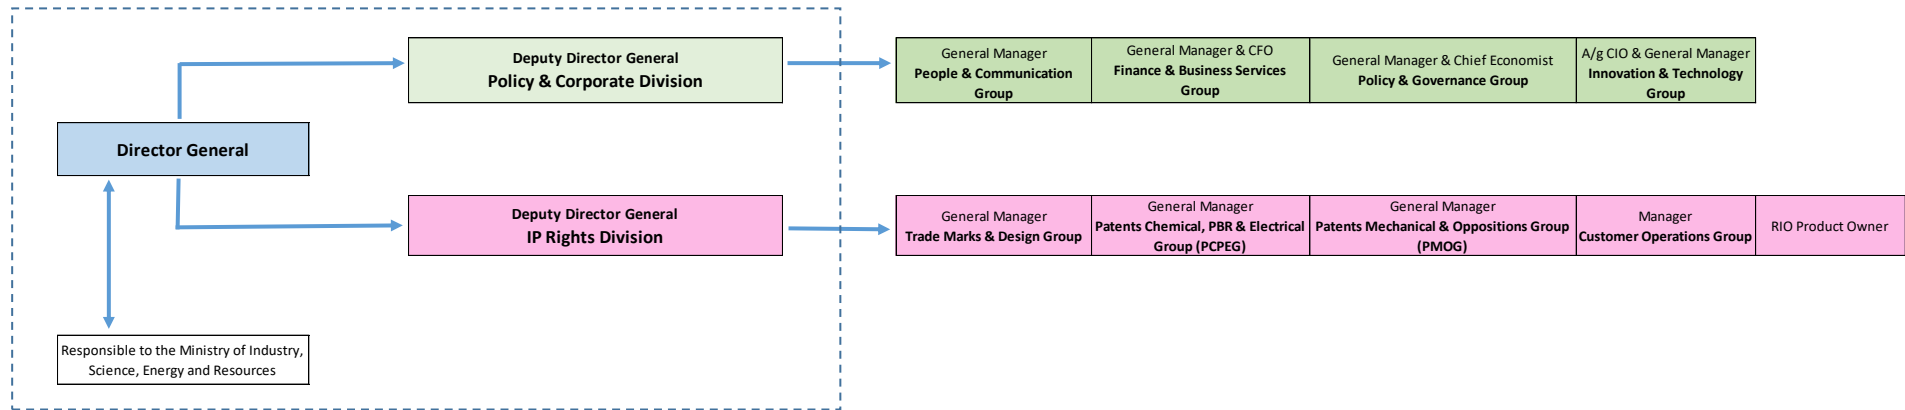 Deputy Director General
Policy & Corporate Division
General Manager
People & Communication
Group
General Manager & CFO
Finance & Business Services
Group
General Manager & Chief Economist
Policy & Governance Group
A/g CIO & General Manager
Innovation & Technology
Group
Director General
Deputy Director General
IP Rights Division
General Manager
Trade Marks & Design Group
General Manager
Patents Chemical, PBR & Electrical
Group (PCPEG)
General Manager
Patents Mechanical & Oppositions Group
(PMOG)
Manager
Customer Operations Group
RIO Product Owner
Responsible to the Ministry of Industry,
Science, Energy and Resources